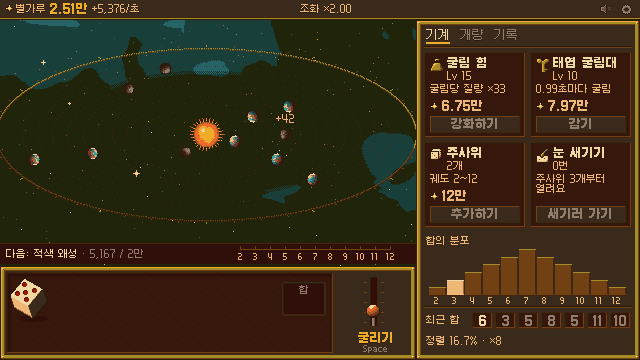 별가루 2.51만 +5,376/초
조화 ×2.00
기계 개량 기록
굴림 힘
Lv 15
굴림당 질량 ×33
6.75만
강화하기
태엽 굴림대
Lv 10
0.99초마다 굴림
7.97만
감기
주사위
2개
궤도 2~12
12만
추가하기
눈 새기기
0번
주사위 3개부터
열려요
새기러 가기
+42
다음: 적색 왜성 · 5,167 / 2만
2 3 4 5 6 7 8 9 10 11 12
합
굴리기
Space
합의 분포
2 3 4 5 6 7 8 9 10 11 12
최근 합 6 3 5 8 5 11 10
정렬 16.7% · ×8